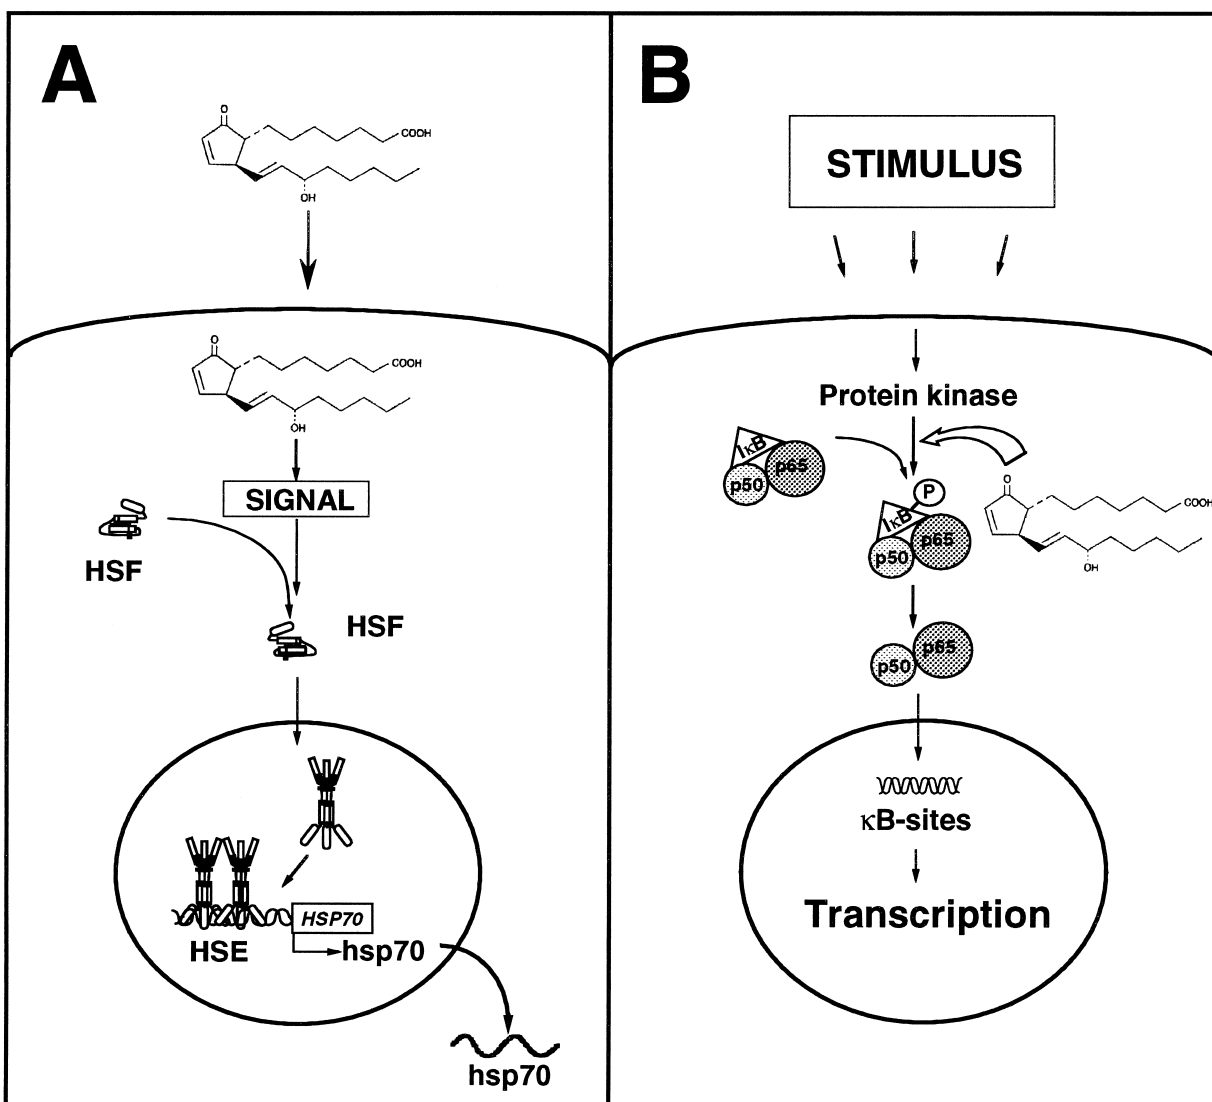 A
O
COOH
OH
O
COOH
OH
SIGNAL
HSF
HSF
HSP70
HSE
hsp70
hsp70
B
STIMULUS
Protein kinase
IκB
p65
p50
P
IκB
p65
p50
O
COOH
OH
p65
p50
κB-sites
Transcription